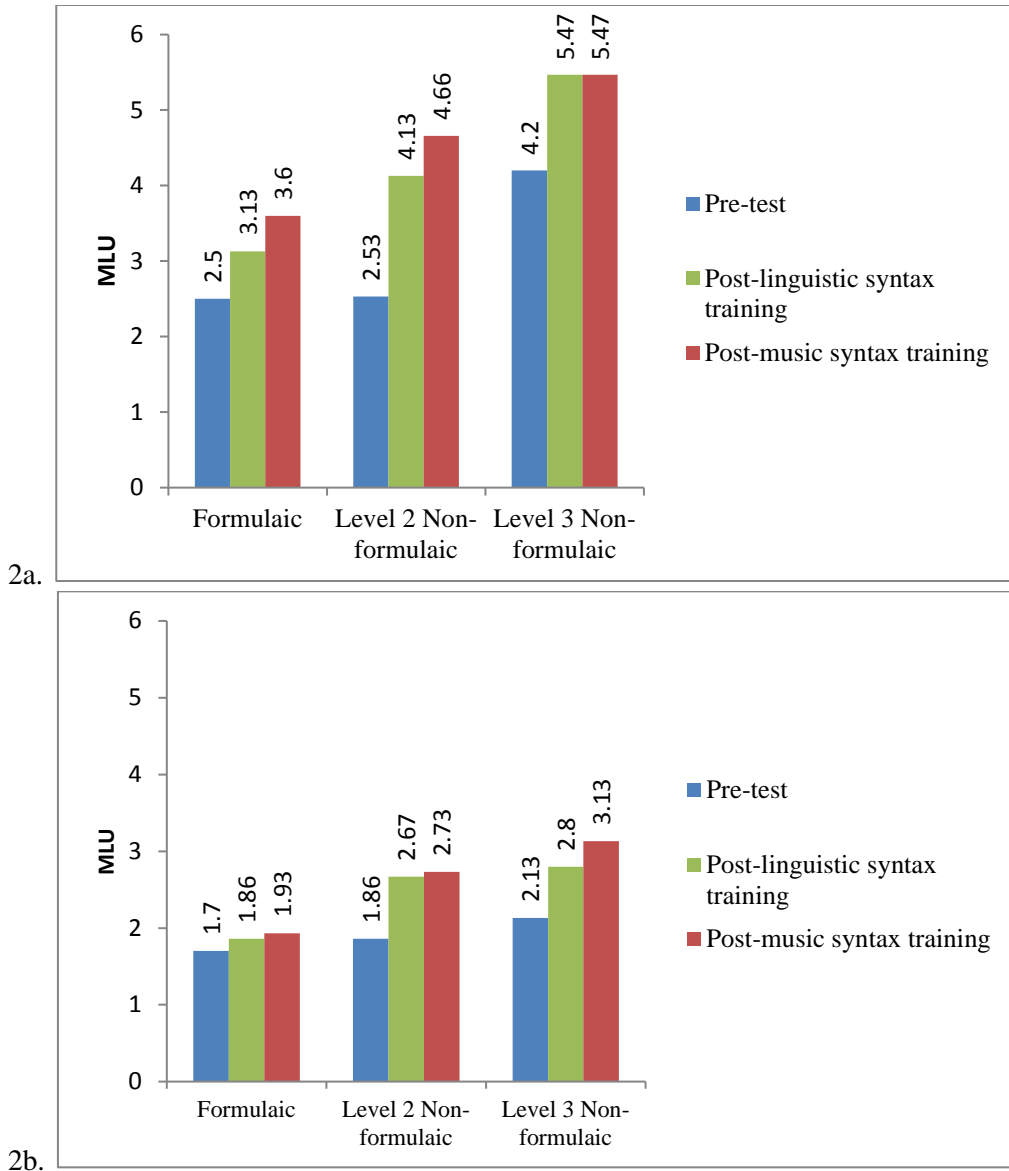 6
5
4
3
2
1
0
MLU
2.5
3.13
3.6
2.53
4.13
4.66
4.2
5.47
5.47
Formulaic
Level 2 Non-
formulaic
Level 3 Non-
formulaic
Pre-test
Post-linguistic syntax
training
Post-music syntax training
2a.
6
5
4
3
2
1
0
MLU
1.7
1.86
1.93
1.86
2.67
2.73
2.13
2.8
3.13
Formulaic
Level 2 Non-
formulaic
Level 3 Non-
formulaic
Pre-test
Post-linguistic syntax
training
Post-music syntax training
2b.